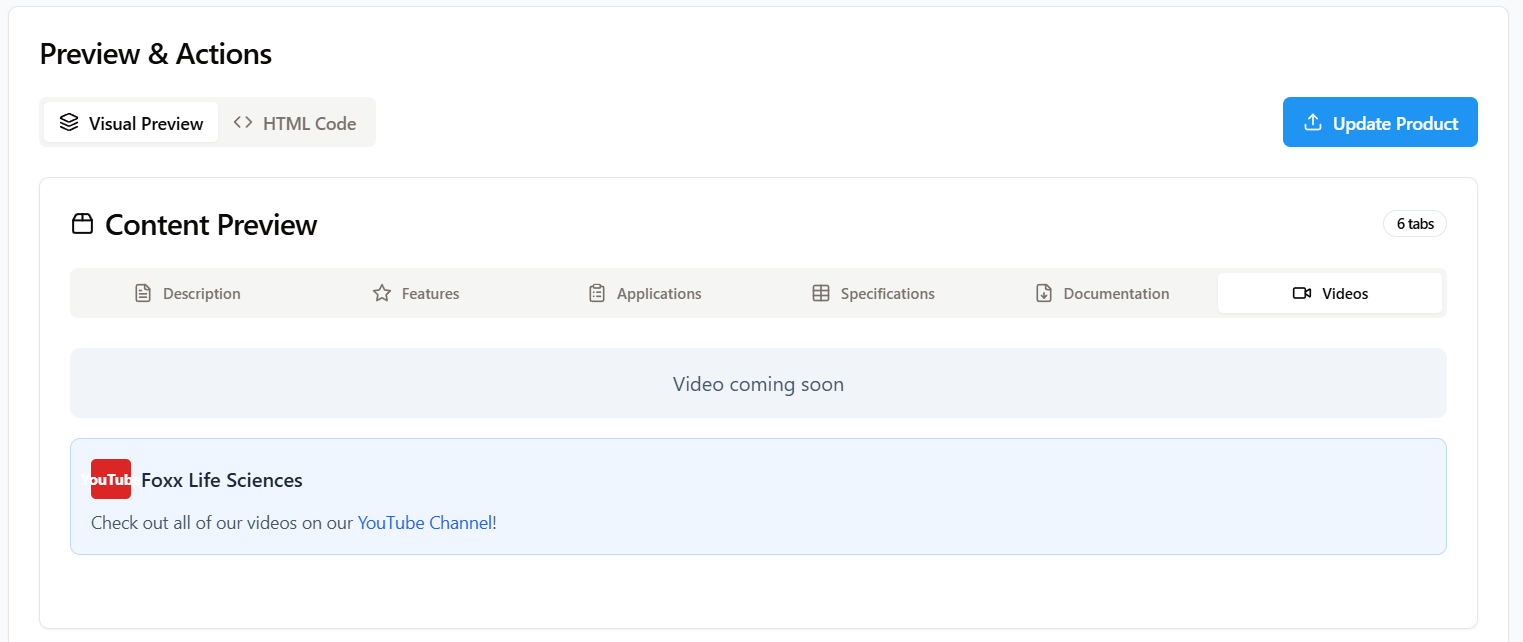 Preview & Actions
Visual Preview
HTML Code
Update Product
Content Preview
6 tabs
Description
Features
Applications
Specifications
Documentation
Videos
Video coming soon
YouTube
Foxx Life Sciences
Check out all of our videos on our YouTube Channel!